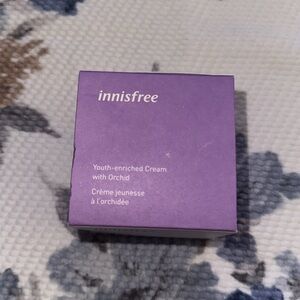 innisfree
Youth-enriched Cream
with Orchid
Crème jeunesse
à l'orchidée